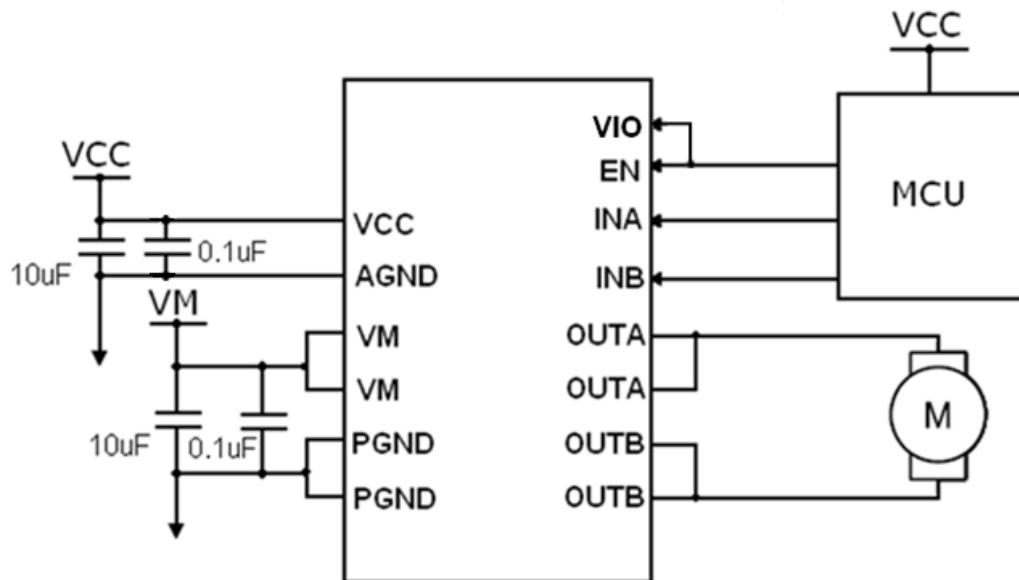 VCC
VIO
EN
MCU
VCC
VCC
INA
0.1uF
10uF
AGND
INB
VM
VM
OUTA
VM
OUTA
M
10uF
0.1uF
PGND
OUTB
PGND
OUTB